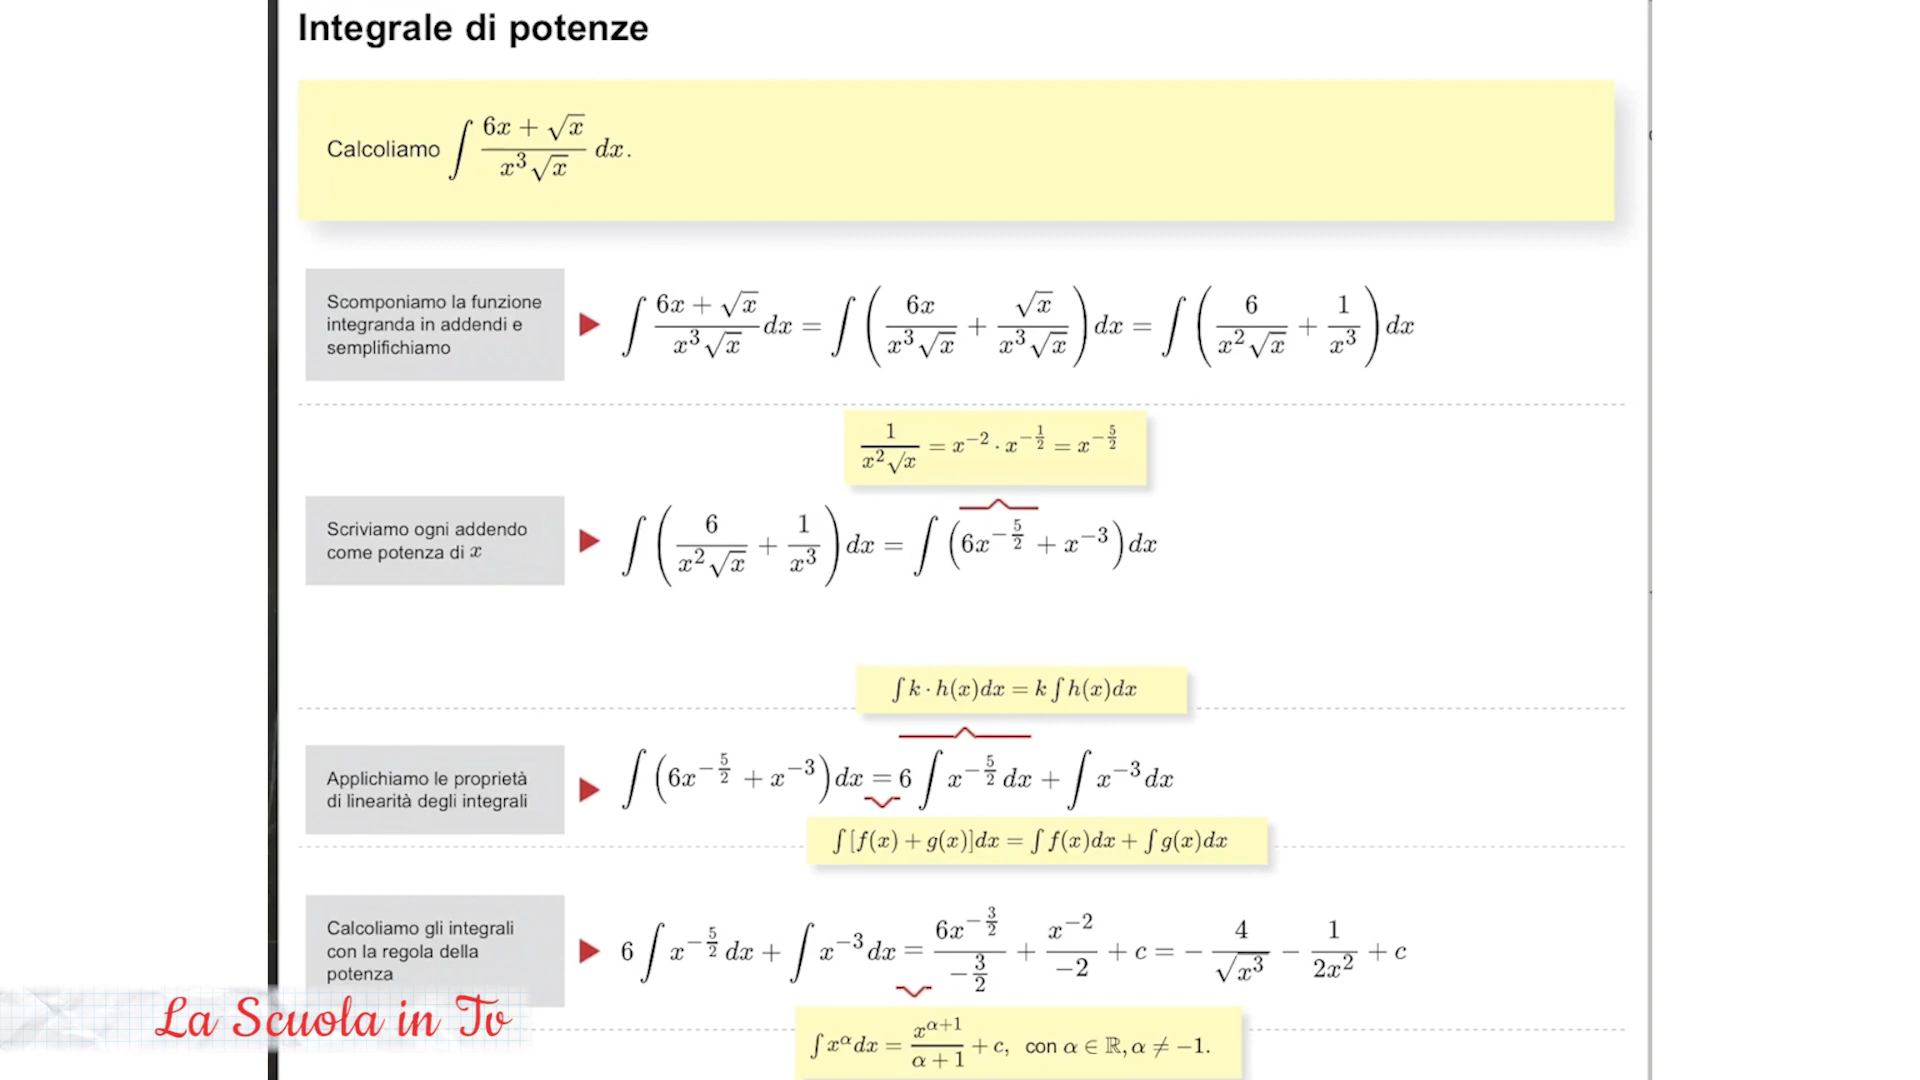 Integrale di potenze
Calcoliamo ∫ (6x + √x)/(x³√x) dx.
Scomponiamo la funzione
integranda in addendi e
semplifichiamo
∫ (6x + √x)/(x³√x) dx = ∫ (6x/(x³√x) + √x/(x³√x)) dx = ∫ (6/(x²√x) + 1/x³) dx
1/(x²√x) = x^(−2) · x^(−1/2) = x^(−5/2)
Scriviamo ogni addendo
come potenza di x
∫ (6/(x²√x) + 1/x³) dx = ∫ (6x^(−5/2) + x^(−3)) dx
∫ k · h(x)dx = k ∫ h(x)dx
Applichiamo le proprietà
di linearità degli integrali
∫ (6x^(−5/2) + x^(−3)) dx = 6 ∫ x^(−5/2) dx + ∫ x^(−3) dx
∫ [f(x) + g(x)]dx = ∫ f(x)dx + ∫ g(x)dx
Calcoliamo gli integrali
con la regola della
potenza
6 ∫ x^(−5/2) dx + ∫ x^(−3) dx = 6x^(−3/2)/(−3/2) + x^(−2)/(−2) + c = − 4/√(x³) − 1/(2x²) + c
∫ x^α dx = x^(α+1)/(α + 1) + c, con α ∈ ℝ, α ≠ −1.
La Scuola in Tv